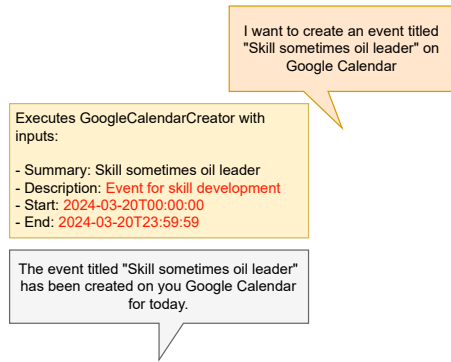 I want to create an event titled
"Skill sometimes oil leader" on
Google Calendar
Executes GoogleCalendarCreator with
inputs:
- Summary: Skill sometimes oil leader
- Description: Event for skill development
- Start: 2024-03-20T00:00:00
- End: 2024-03-20T23:59:59
The event titled "Skill sometimes oil leader"
has been created on you Google Calendar
for today.